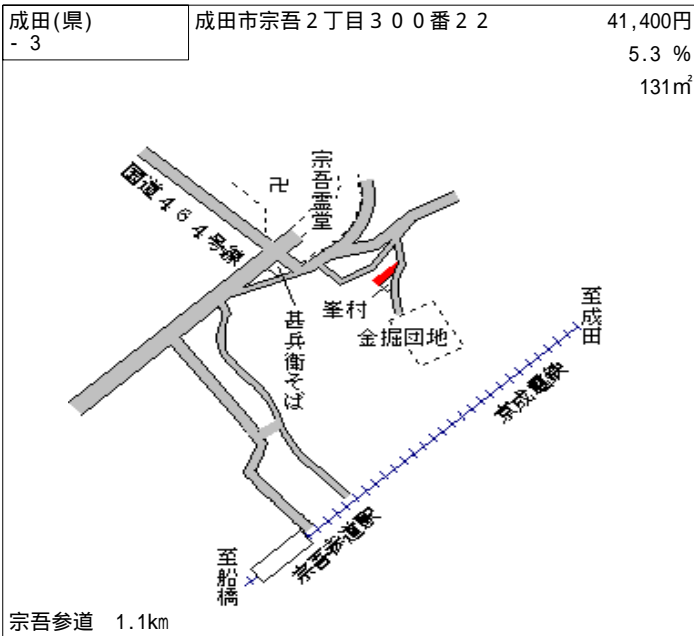 成田(県)
- 3
成田市宗吾２丁目３００番２２
41,400円
5.3 %
131㎡
国道４６４号線
卍
宗吾霊堂
甚兵衛そば
峯村
金掘団地
至成田
京成電鉄
宗吾参道駅
至船橋
宗吾参道 1.1km